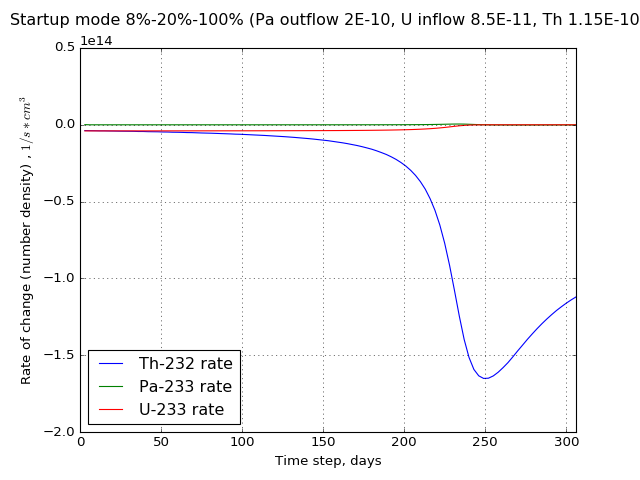 Startup mode 8%-20%-100% (Pa outflow 2E-10, U inflow 8.5E-11, Th 1.15E-10
1e14
0.5
0.0
−0.5
−1.0
−1.5
−2.0
Rate of change (number density) , 1/s * cm³
Th-232 rate
Pa-233 rate
U-233 rate
0 50 100 150 200 250 300
Time step, days